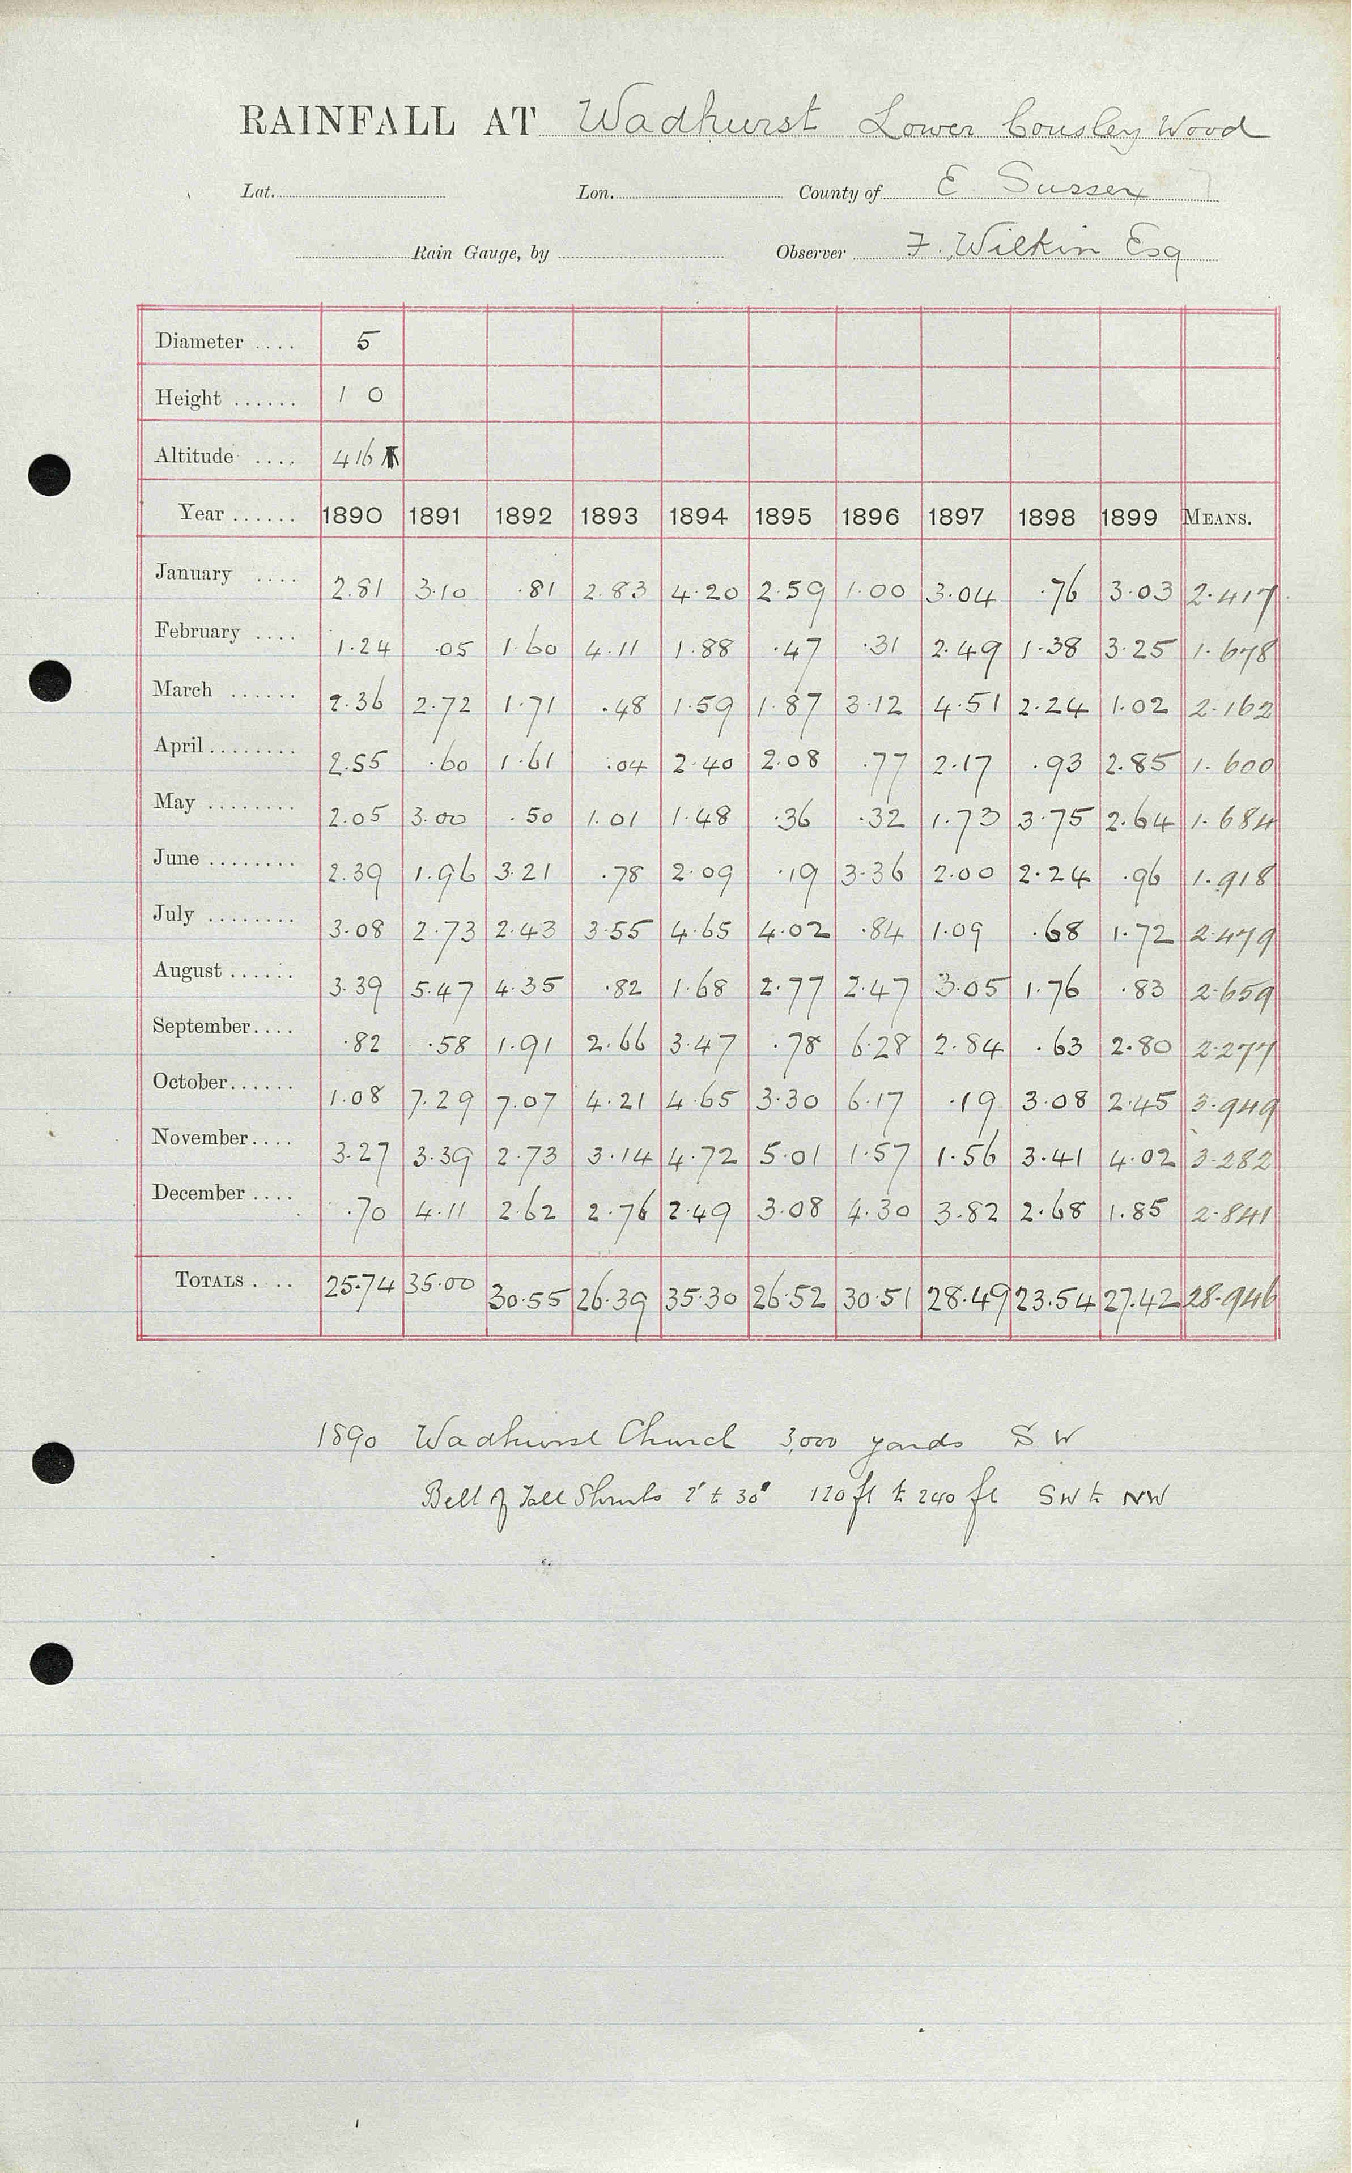 RAINFALL AT Wadhurst Lower Cousley Wood
Lat. Lon. County of E Sussex
Rain Gauge, by Observer F. Wilkin Esq
Diameter .... 5
Height ...... 1 0
Altitude .... 416
Year ...... 1890 1891 1892 1893 1894 1895 1896 1897 1898 1899 MEANS.
January .... 2.81 3.10 .81 2.83 4.20 2.59 1.00 3.04 .76 3.03 2.417
February .... 1.24 .05 1.60 4.11 1.88 .47 .31 2.49 1.38 3.25 1.678
March ...... 2.36 2.72 1.71 .48 1.59 1.87 3.12 4.51 2.24 1.02 2.162
April ........ 2.55 .60 1.61 .04 2.40 2.08 .77 2.17 .93 2.85 1.600
May ........ 2.05 3.00 .50 1.01 1.48 .36 .32 1.73 3.75 2.64 1.684
June ........ 2.39 1.96 3.21 .78 2.09 .19 3.36 2.00 2.24 .96 1.918
July ........ 3.08 2.73 2.43 3.55 4.65 4.02 .84 1.09 .68 1.72 2.479
August ...... 3.39 5.47 4.35 .82 1.68 2.77 2.47 3.05 1.76 .83 2.659
September.... .82 .58 1.91 2.66 3.47 .78 6.28 2.84 .63 2.80 2.277
October...... 1.08 7.29 7.07 4.21 4.65 3.30 6.17 .19 3.08 2.45 3.949
November.... 3.27 3.39 2.73 3.14 4.72 5.01 1.57 1.56 3.41 4.02 3.282
December .... .70 4.11 2.62 2.76 2.49 3.08 4.30 3.82 2.68 1.85 2.841
TOTALS .... 25.74 35.00 30.55 26.39 35.30 26.52 30.51 28.49 23.54 27.42 28.946
1890 Wadhurst Church 3,000 yards S W
Belt of Tall Shrubs 2' to 30' 120 ft to 240 ft SW to NW